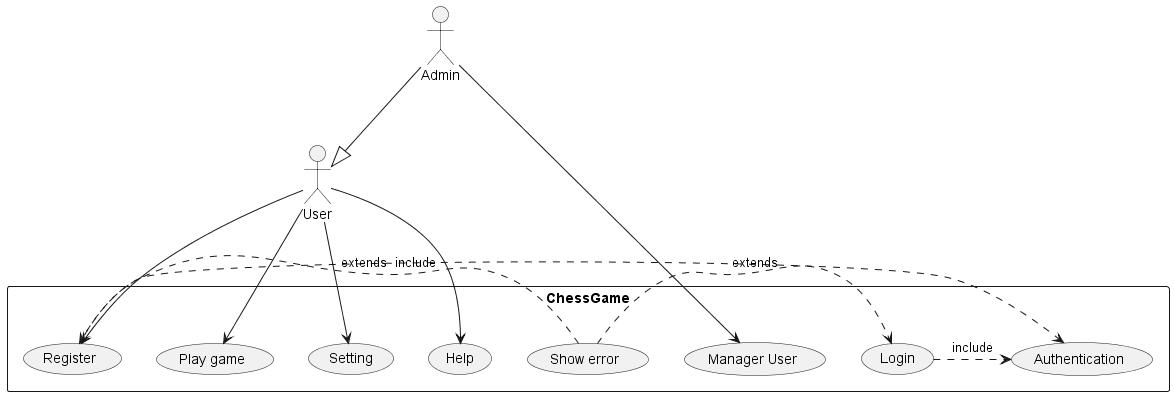 Admin
User
extends include
extends
ChessGame
Register
Play game
Setting
Help
Show error
Manager User
Login
include
Authentication